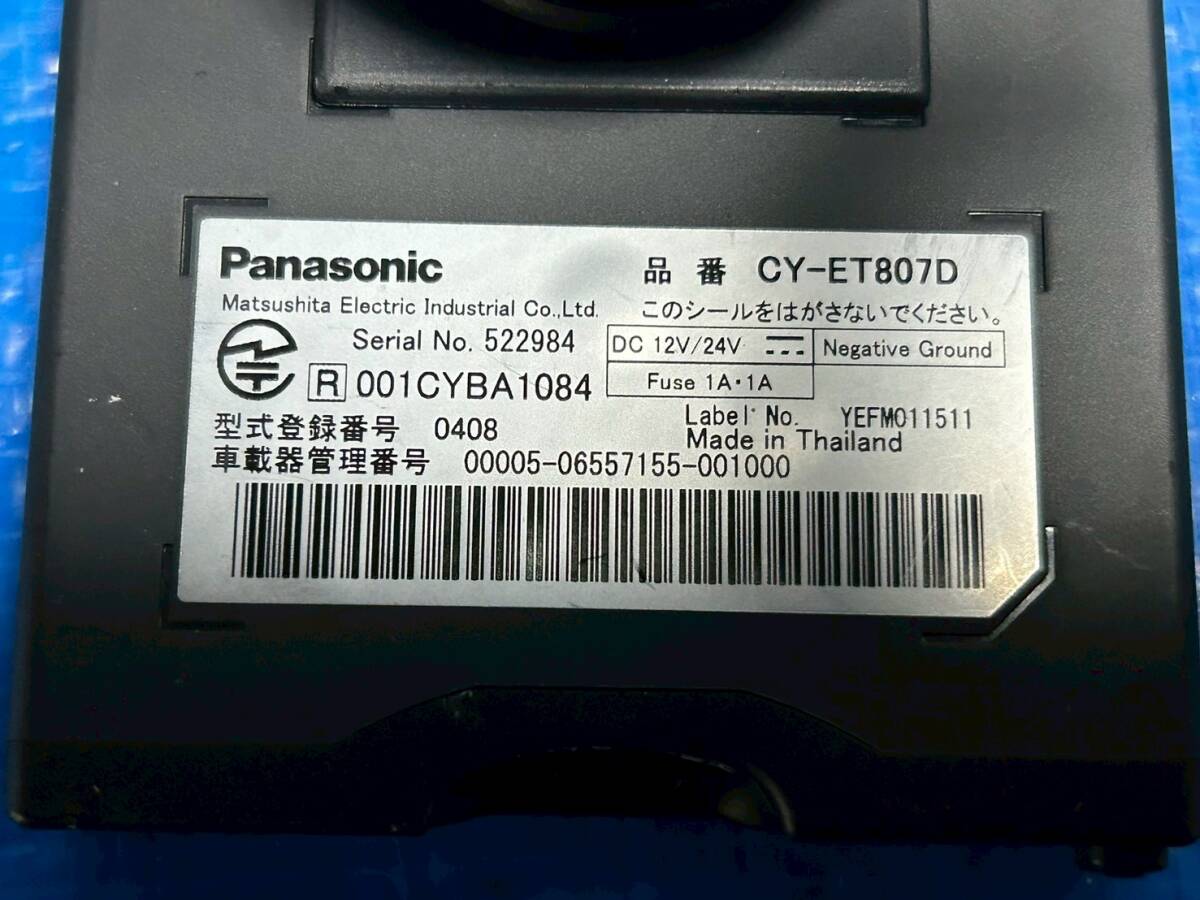 Panasonic
品番 CY-ET807D
Matsushita Electric Industrial Co.,Ltd.
このシールをはがさないでください。
Serial No. 522984
DC 12V/24V
Negative Ground
R 001CYBA1084
Fuse 1A・1A
Label No. YEFM011511
型式登録番号 0408
Made in Thailand
車載器管理番号 00005-06557155-001000